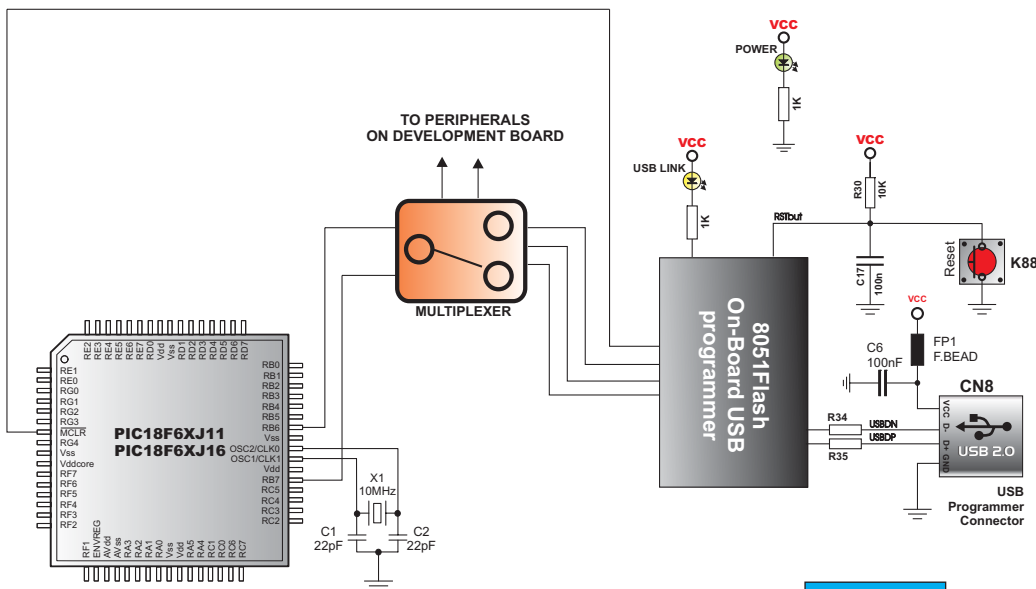 VCC
POWER
1K
TO PERIPHERALS
ON DEVELOPMENT BOARD
VCC
USB LINK
1K
VCC
R30
10K
RSTbut
C17
100n
Reset
K88
MULTIPLEXER
8051Flash
On-Board USB
programmer
VCC
FP1
F.BEAD
C6
100nF
CN8
VCC
D-
D+
GND
USB 2.0
R34
USBDN
R35
USBDP
USB
Programmer
Connector
PIC18F6XJ11
PIC18F6XJ16
RE2
RE3
RE4
RE5
RE6
RE7
RD0
Vdd
Vss
RD1
RD2
RD3
RD4
RD5
RD6
RD7
RE1
RE0
RG0
RG1
RG2
RG3
MCLR
RG4
Vss
Vddcore
RF7
RF6
RF5
RF4
RF3
RF2
RB0
RB1
RB2
RB3
RB4
RB5
RB6
Vss
OSC2/CLK0
OSC1/CLK1
Vdd
RB7
RC5
RC4
RC3
RC2
RF1
ENVREG
AVdd
AVss
RA3
RA2
RA1
RA0
Vss
Vdd
RA5
RA4
RC1
RC0
RC6
RC7
X1
10MHz
C1
22pF
C2
22pF